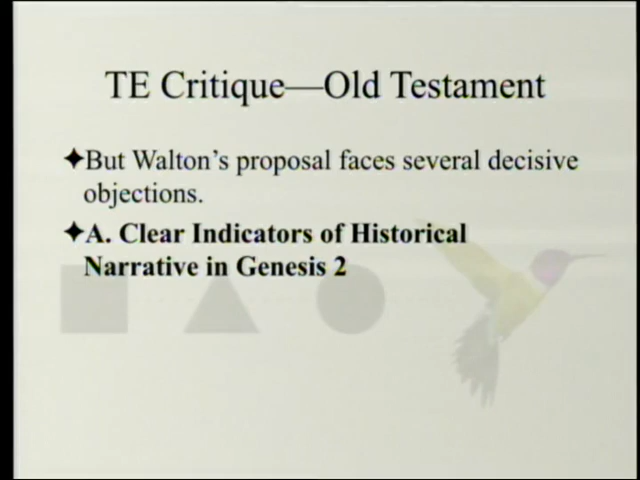 TE Critique—Old Testament
✦But Walton's proposal faces several decisive
objections.
✦A. Clear Indicators of Historical
Narrative in Genesis 2